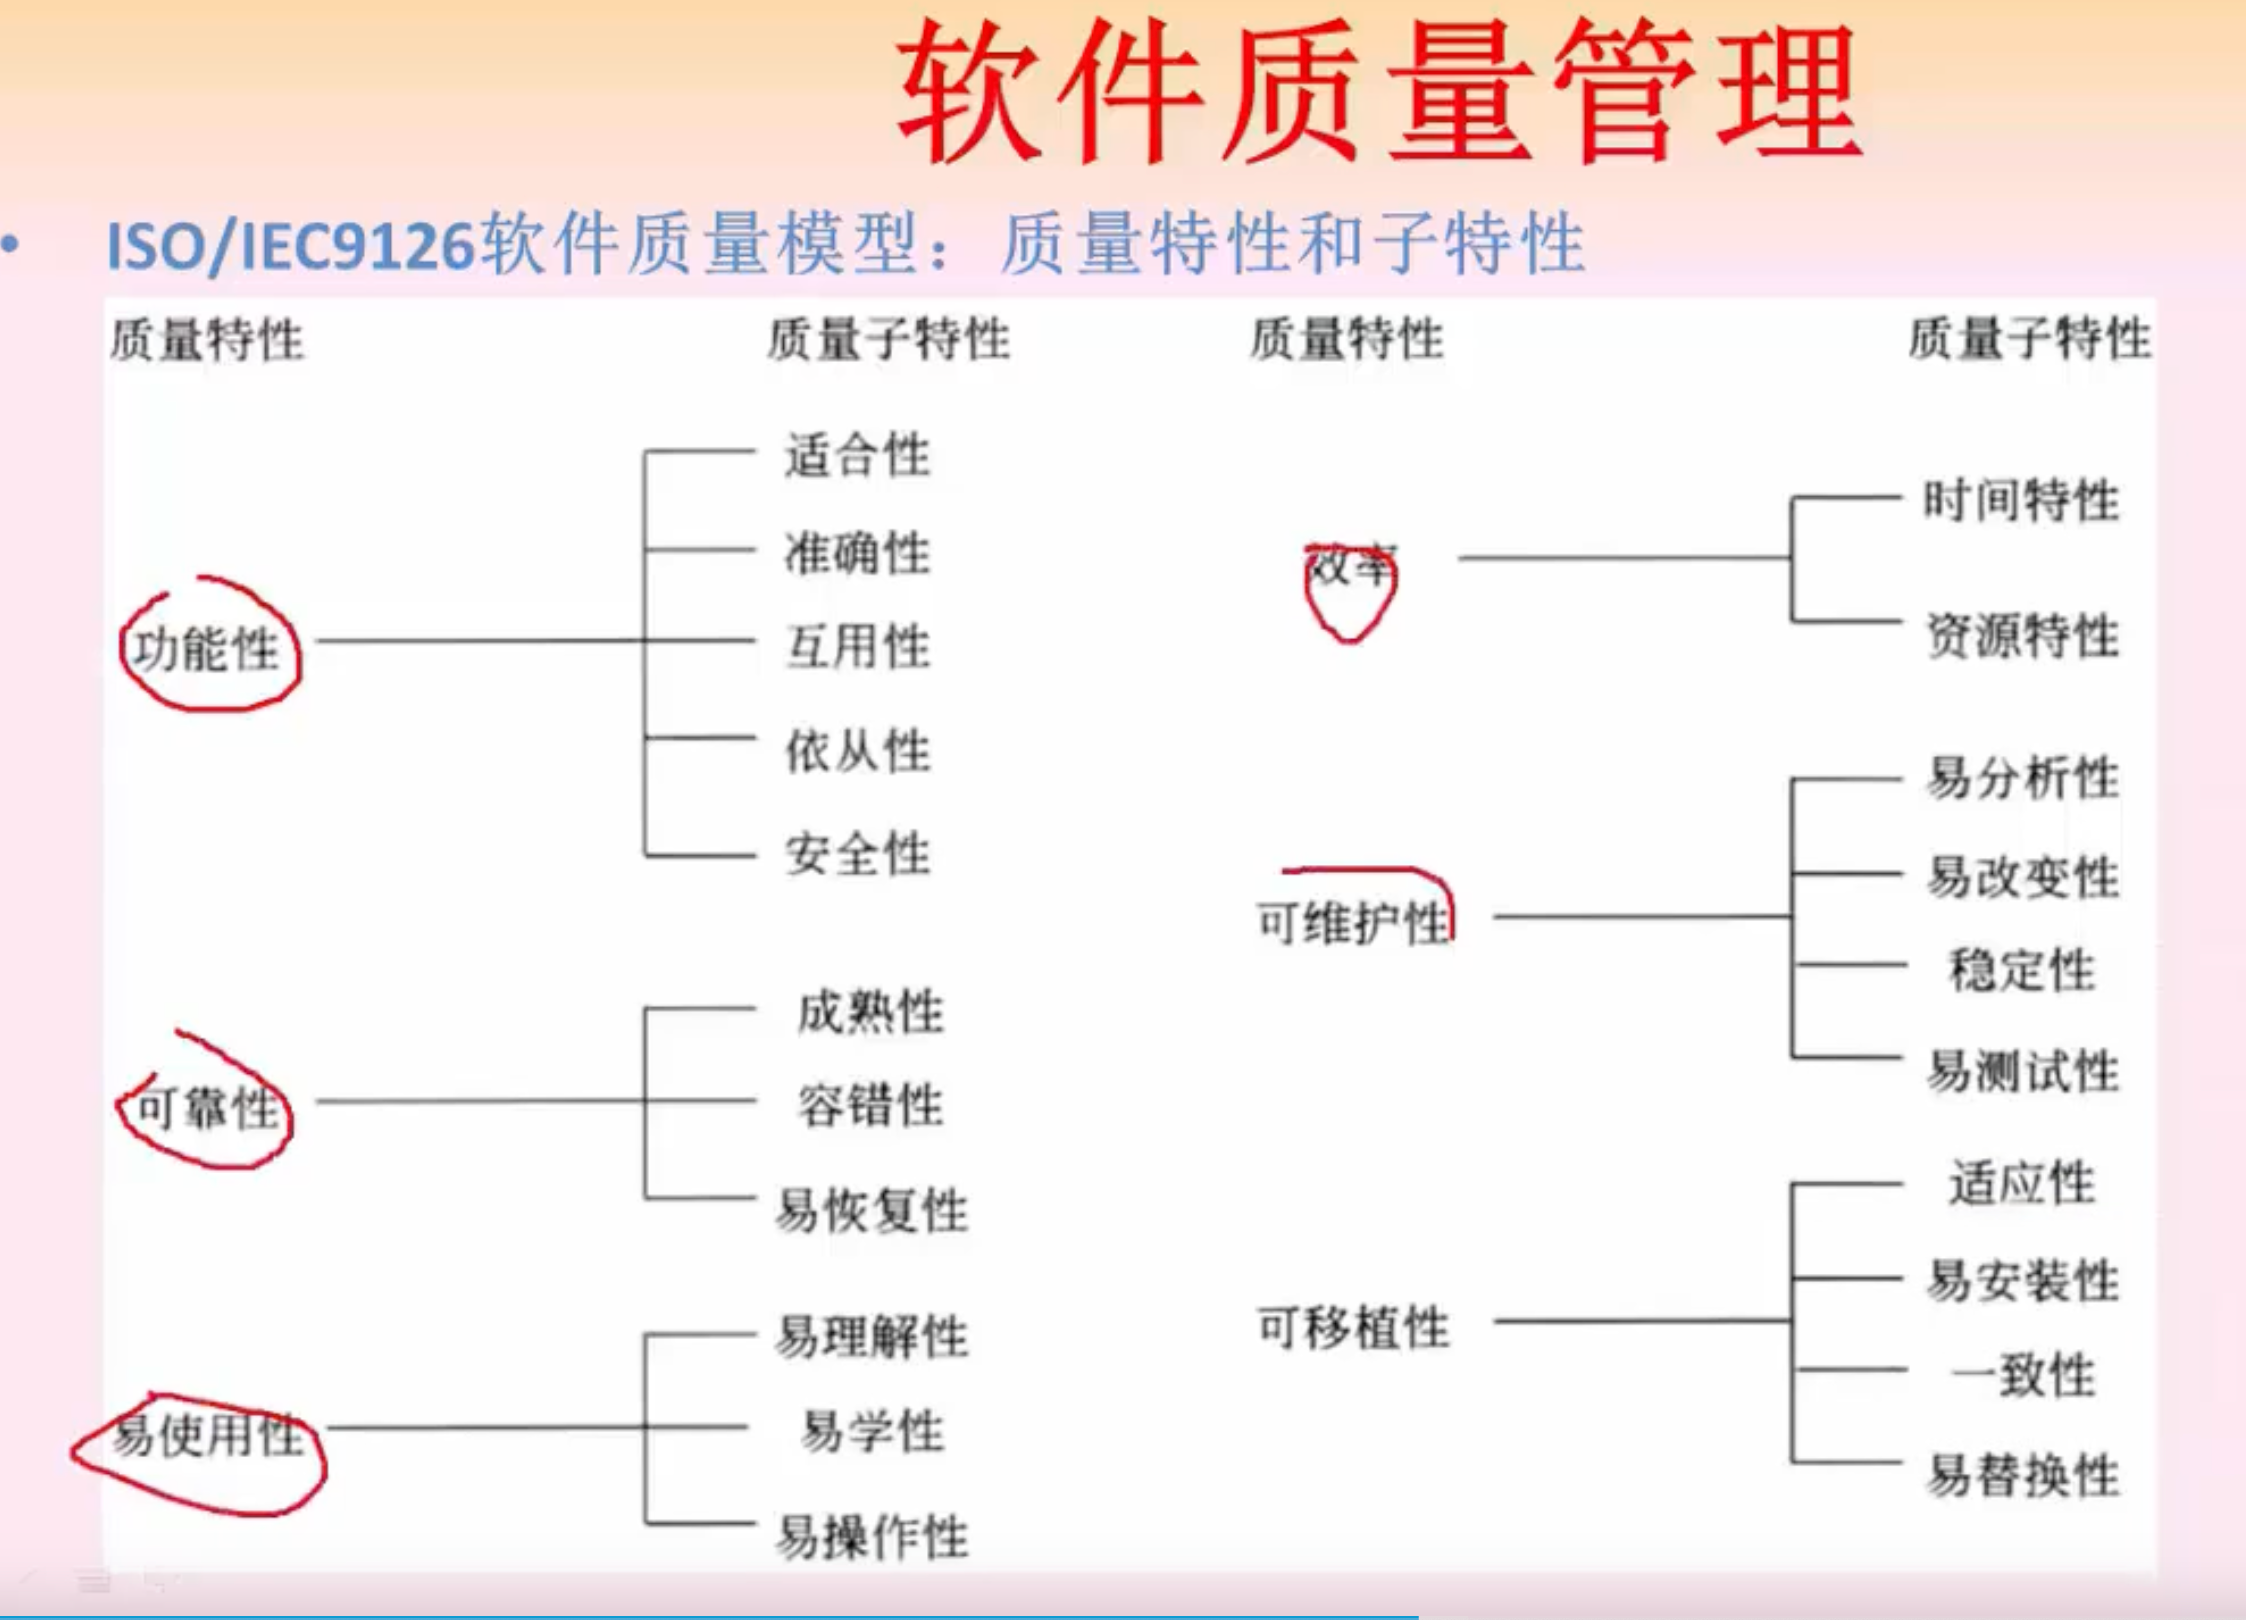 软件质量管理
• ISO/IEC9126软件质量模型：质量特性和子特性
质量特性 质量子特性
功能性
适合性
准确性
互用性
依从性
安全性
可靠性
成熟性
容错性
易恢复性
易使用性
易理解性
易学性
易操作性
质量特性 质量子特性
效率
时间特性
资源特性
可维护性
易分析性
易改变性
稳定性
易测试性
可移植性
适应性
易安装性
一致性
易替换性